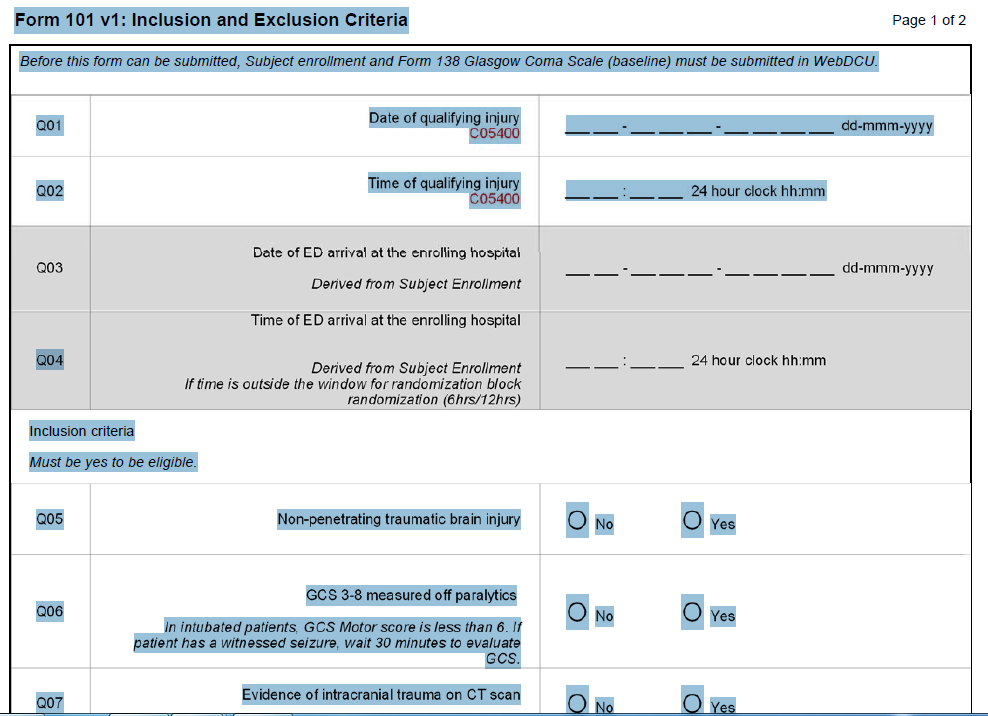 Form 101 v1: Inclusion and Exclusion Criteria
Page 1 of 2
Before this form can be submitted, Subject enrollment and Form 138 Glasgow Coma Scale (baseline) must be submitted in WebDCU.
Q01
Date of qualifying injury
C05400
__ __ - __ __ __ - __ __ __ __ dd-mmm-yyyy
Q02
Time of qualifying injury
C05400
__ __ : __ __ 24 hour clock hh:mm
Q03
Date of ED arrival at the enrolling hospital
Derived from Subject Enrollment
__ __ - __ __ __ - __ __ __ __ dd-mmm-yyyy
Q04
Time of ED arrival at the enrolling hospital
Derived from Subject Enrollment
If time is outside the window for randomization block
randomization (6hrs/12hrs)
__ __ : __ __ 24 hour clock hh:mm
Inclusion criteria
Must be yes to be eligible.
Q05
Non-penetrating traumatic brain injury
No Yes
Q06
GCS 3-8 measured off paralytics
In intubated patients, GCS Motor score is less than 6. If
patient has a witnessed seizure, wait 30 minutes to evaluate
GCS.
No Yes
Q07
Evidence of intracranial trauma on CT scan
No Yes